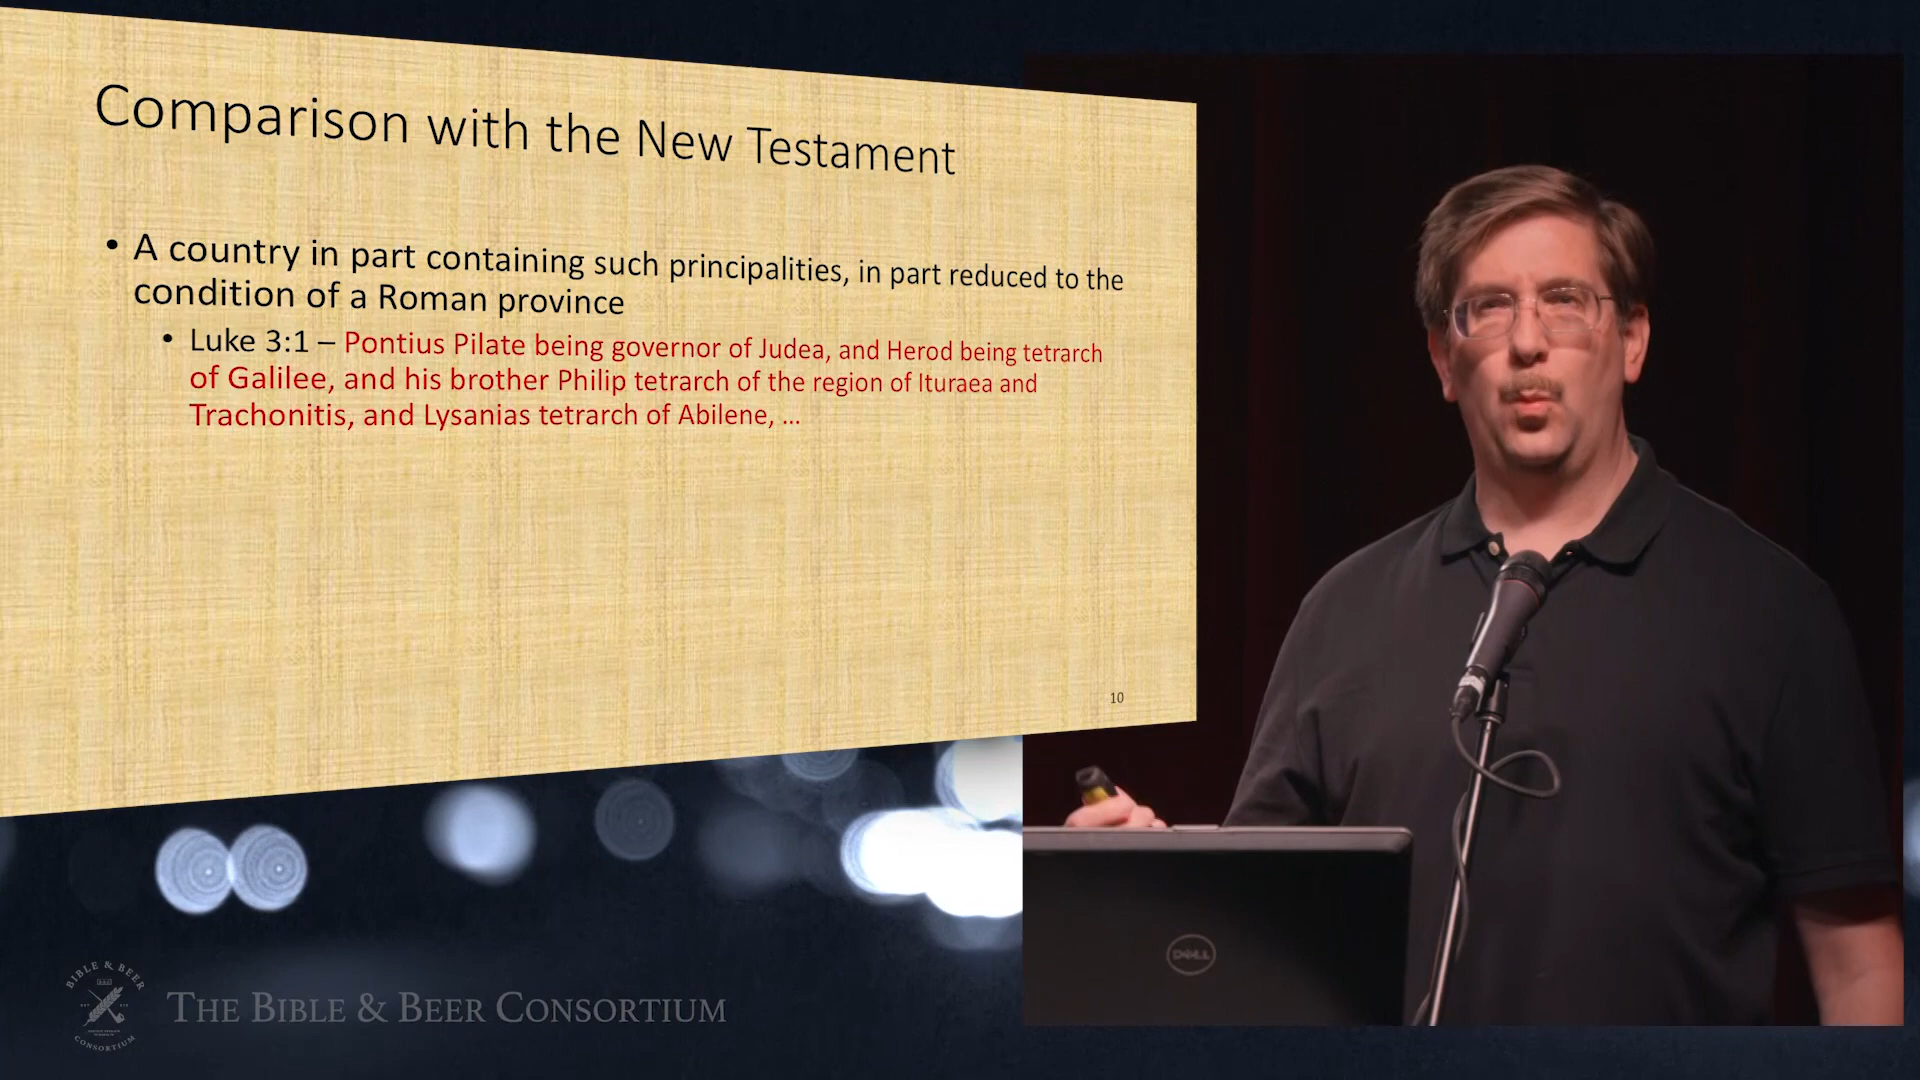 Comparison with the New Testament
• A country in part containing such principalities, in part reduced to the
condition of a Roman province
• Luke 3:1 – Pontius Pilate being governor of Judea, and Herod being tetrarch
of Galilee, and his brother Philip tetrarch of the region of Ituraea and
Trachonitis, and Lysanias tetrarch of Abilene, ...
10
DELL
BIBLE & BEER
CONSORTIUM
THE BIBLE & BEER CONSORTIUM